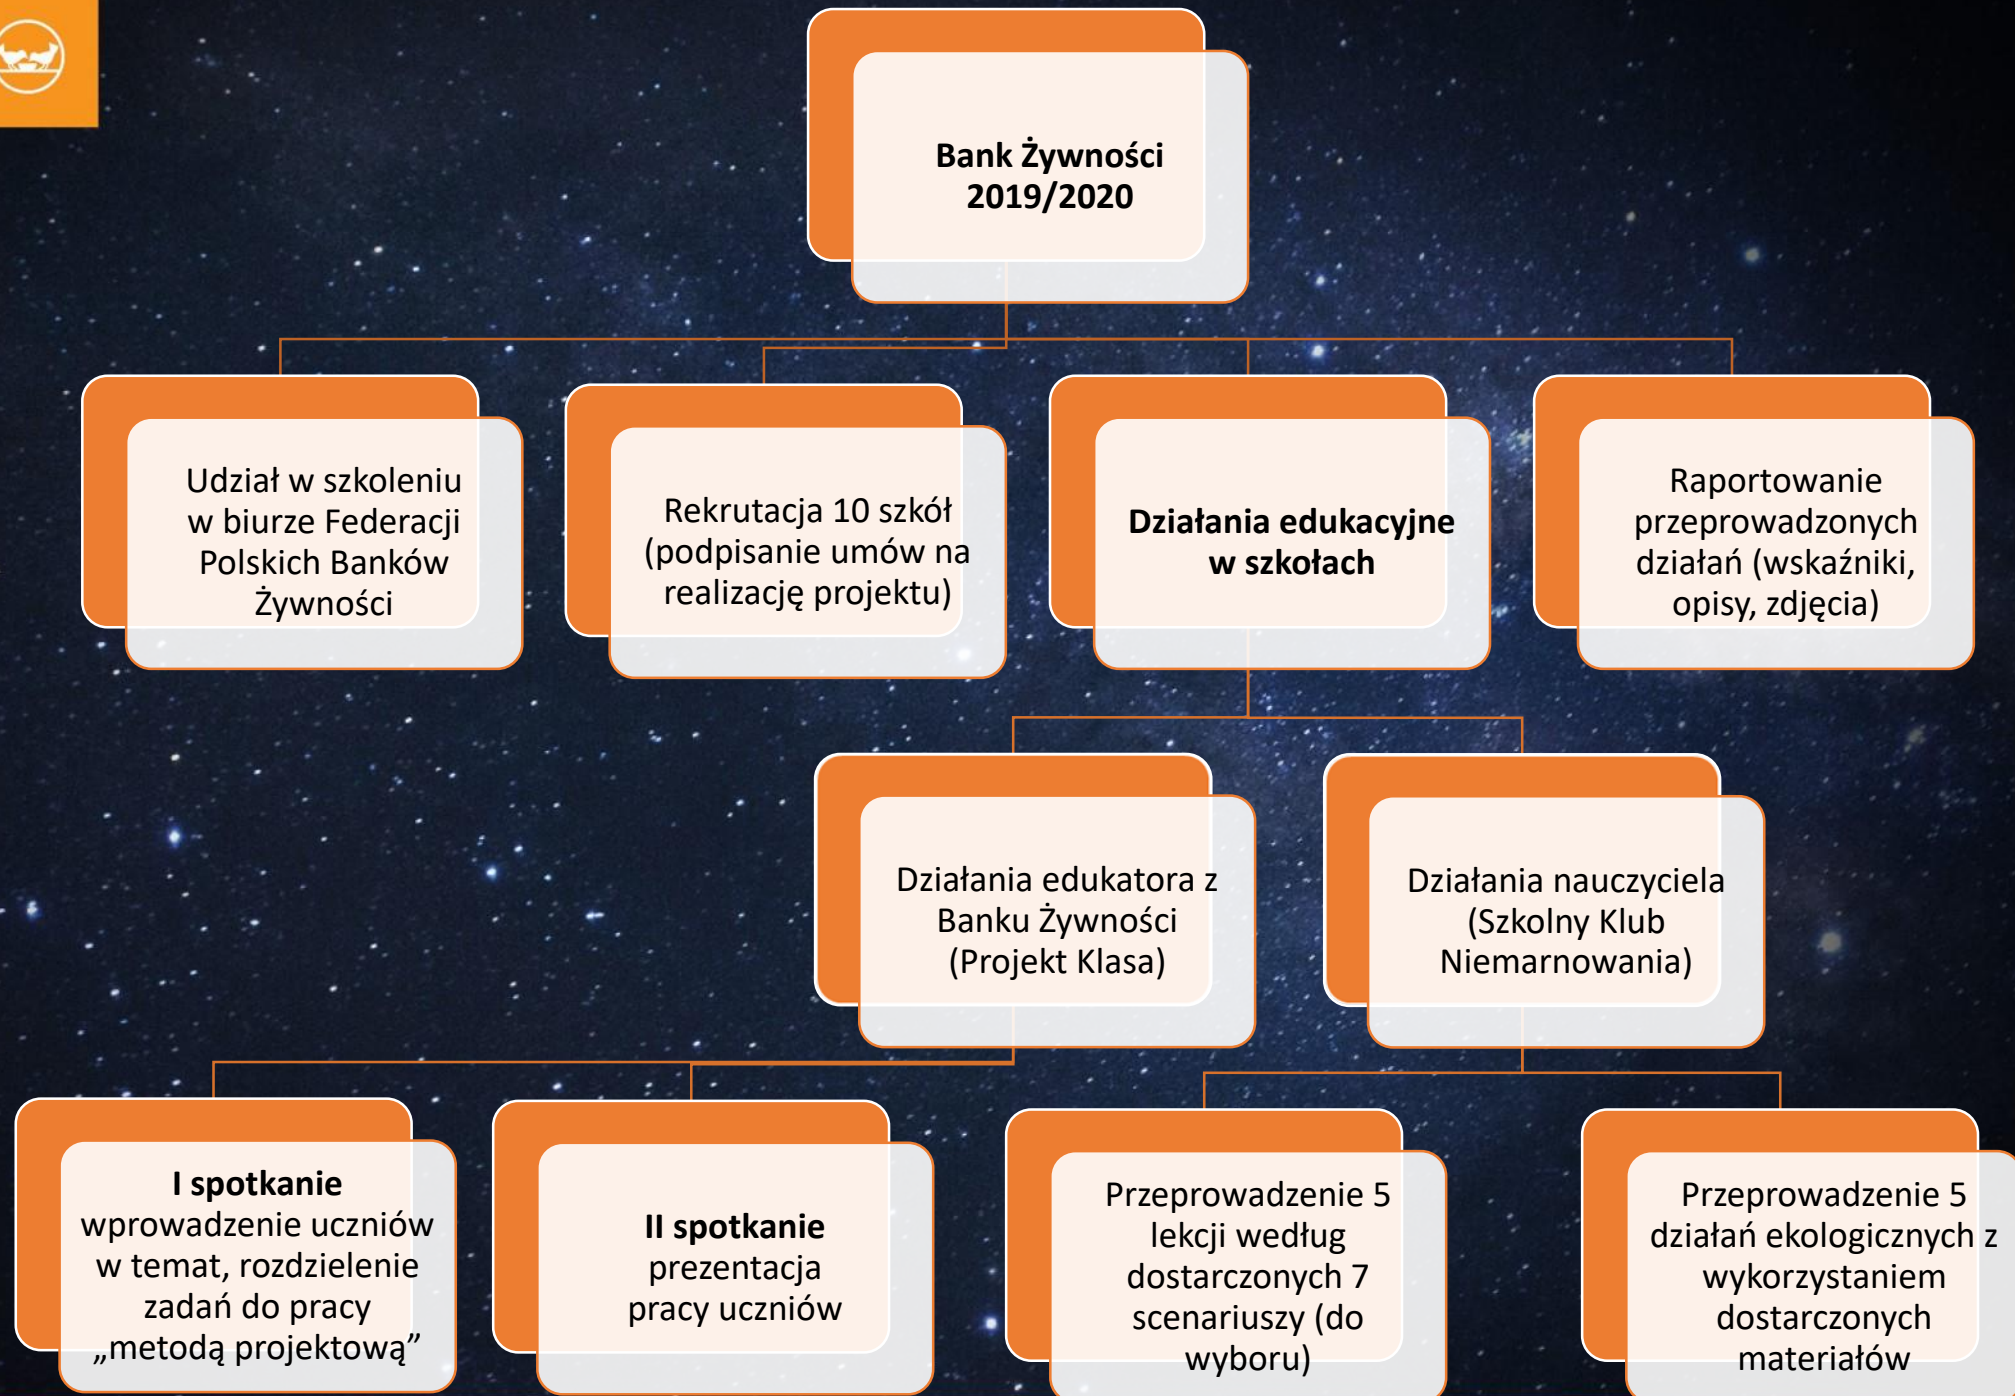 Bank Żywności
2019/2020
Udział w szkoleniu
w biurze Federacji
Polskich Banków
Żywności
Rekrutacja 10 szkół
(podpisanie umów na
realizację projektu)
Działania edukacyjne
w szkołach
Raportowanie
przeprowadzonych
działań (wskaźniki,
opisy, zdjęcia)
Działania edukatora z
Banku Żywności
(Projekt Klasa)
Działania nauczyciela
(Szkolny Klub
Niemarnowania)
I spotkanie
wprowadzenie uczniów
w temat, rozdzielenie
zadań do pracy
„metodą projektową”
II spotkanie
prezentacja
pracy uczniów
Przeprowadzenie 5
lekcji według
dostarczonych 7
scenariuszy (do
wyboru)
Przeprowadzenie 5
działań ekologicznych z
wykorzystaniem
dostarczonych
materiałów